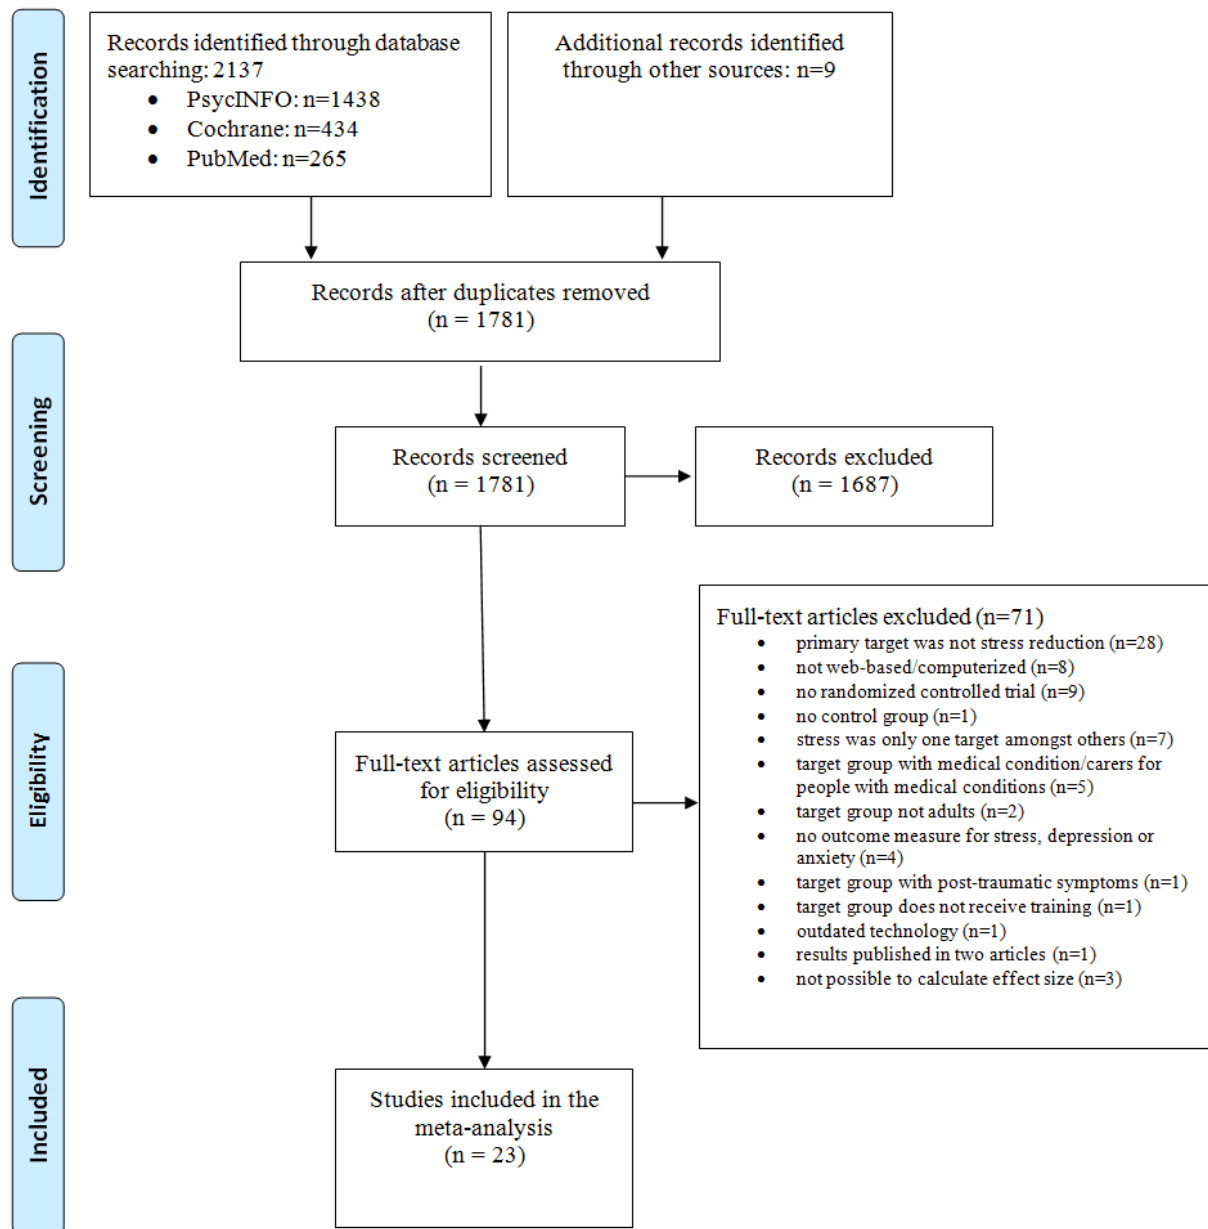 Identification
Records identified through database
searching: 2137
• PsycINFO: n=1438
• Cochrane: n=434
• PubMed: n=265
Additional records identified
through other sources: n=9
Records after duplicates removed
(n = 1781)
Screening
Records screened
(n = 1781)
Records excluded
(n = 1687)
Eligibility
Full-text articles assessed
for eligibility
(n = 94)
Full-text articles excluded (n=71)
• primary target was not stress reduction (n=28)
• not web-based/computerized (n=8)
• no randomized controlled trial (n=9)
• no control group (n=1)
• stress was only one target amongst others (n=7)
• target group with medical condition/carers for
people with medical conditions (n=5)
• target group not adults (n=2)
• no outcome measure for stress, depression or
anxiety (n=4)
• target group with post-traumatic symptoms (n=1)
• target group does not receive training (n=1)
• outdated technology (n=1)
• results published in two articles (n=1)
• not possible to calculate effect size (n=3)
Included
Studies included in the
meta-analysis
(n = 23)